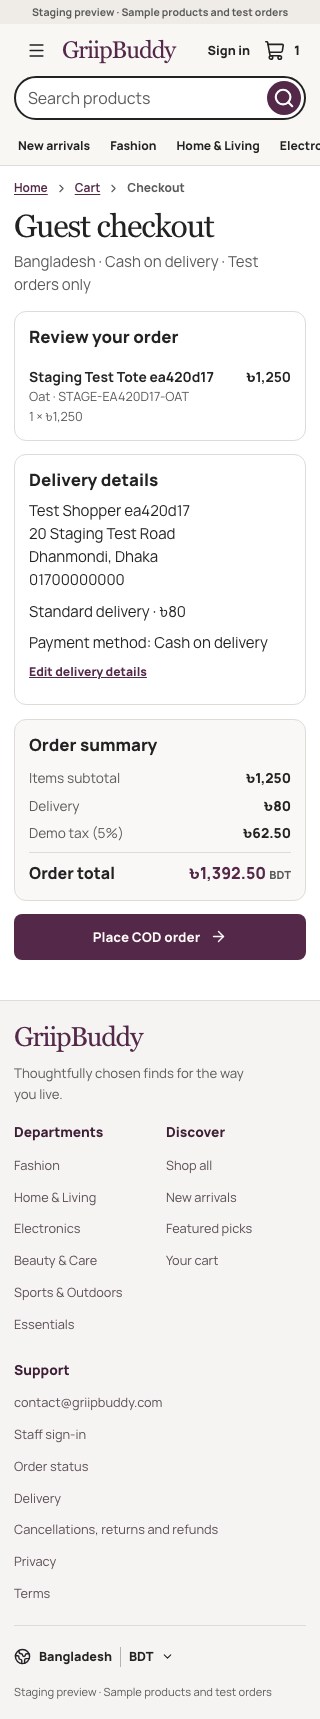 Staging preview · Sample products and test orders
GriipBuddy
Sign in
1
Search products
New arrivals
Fashion
Home & Living
Electro
Home
Cart
Checkout
Guest checkout
Bangladesh · Cash on delivery · Test
orders only
Review your order
Staging Test Tote ea420d17 ৳1,250
Oat · STAGE-EA420D17-OAT
1 × ৳1,250
Delivery details
Test Shopper ea420d17
20 Staging Test Road
Dhanmondi, Dhaka
01700000000
Standard delivery · ৳80
Payment method: Cash on delivery
Edit delivery details
Order summary
Items subtotal ৳1,250
Delivery ৳80
Demo tax (5%) ৳62.50
Order total ৳1,392.50 BDT
Place COD order
GriipBuddy
Thoughtfully chosen finds for the way
you live.
Departments
Fashion
Home & Living
Electronics
Beauty & Care
Sports & Outdoors
Essentials
Discover
Shop all
New arrivals
Featured picks
Your cart
Support
contact@griipbuddy.com
Staff sign-in
Order status
Delivery
Cancellations, returns and refunds
Privacy
Terms
Bangladesh
BDT
Staging preview · Sample products and test orders